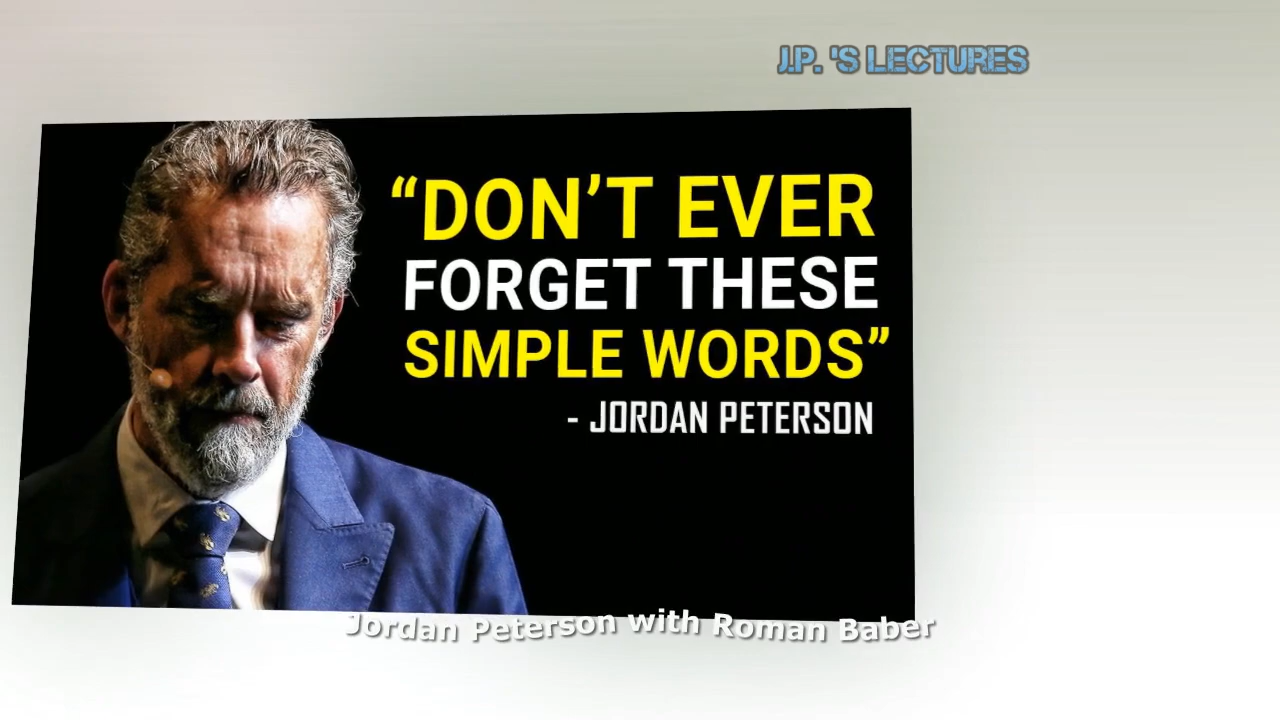 J.P. 'S LECTURES
“DON’T EVER
FORGET THESE
SIMPLE WORDS”
- JORDAN PETERSON
Jordan Peterson with Roman Baber